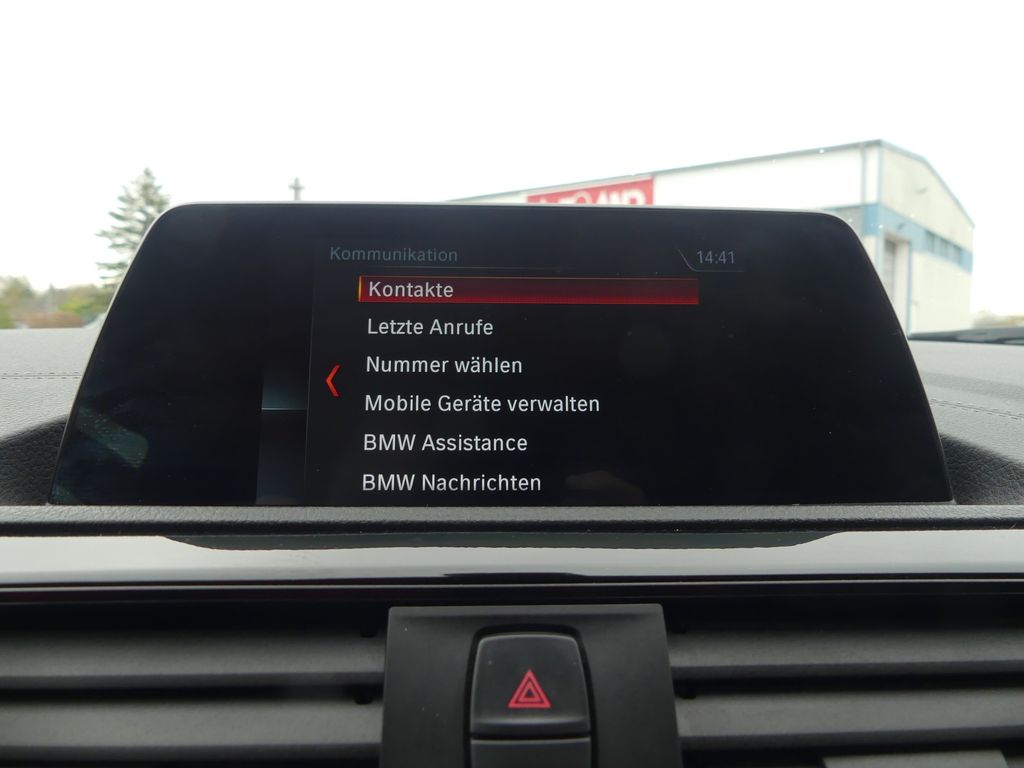 Kommunikation
14:41
Kontakte
Letzte Anrufe
Nummer wählen
Mobile Geräte verwalten
BMW Assistance
BMW Nachrichten